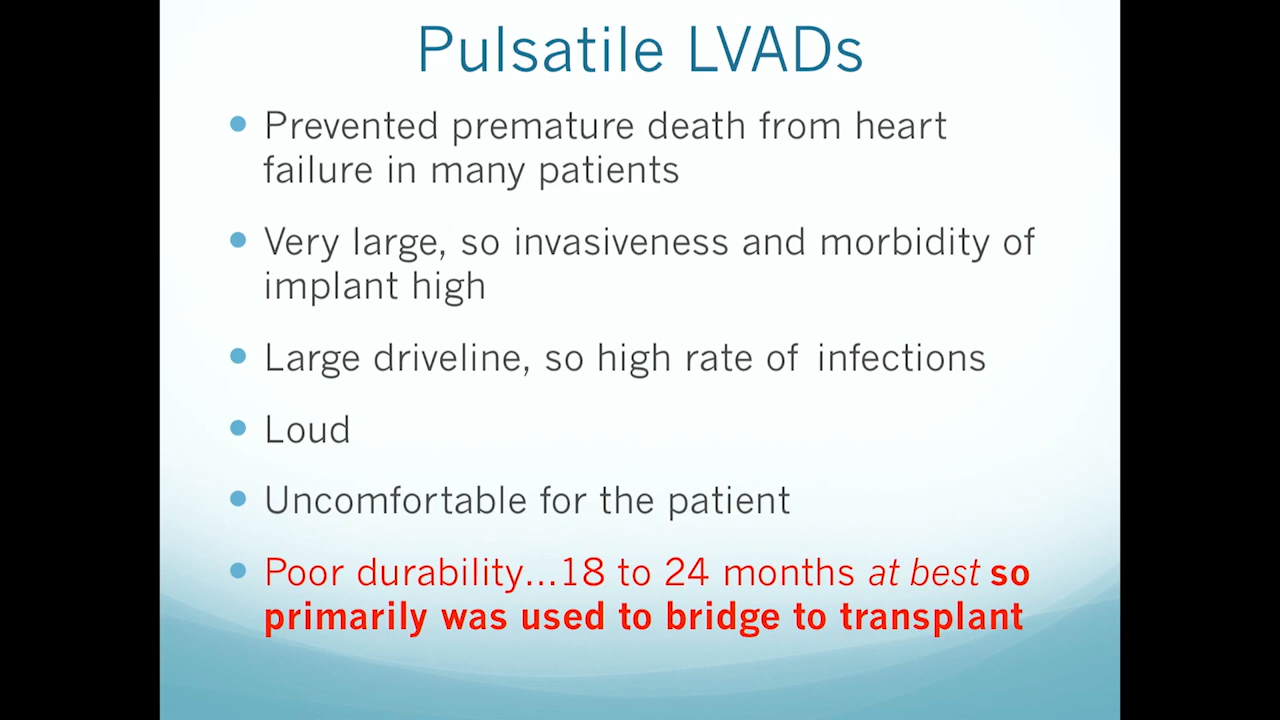 Pulsatile LVADs
• Prevented premature death from heart
failure in many patients
• Very large, so invasiveness and morbidity of
implant high
• Large driveline, so high rate of infections
• Loud
• Uncomfortable for the patient
• Poor durability...18 to 24 months at best so
primarily was used to bridge to transplant